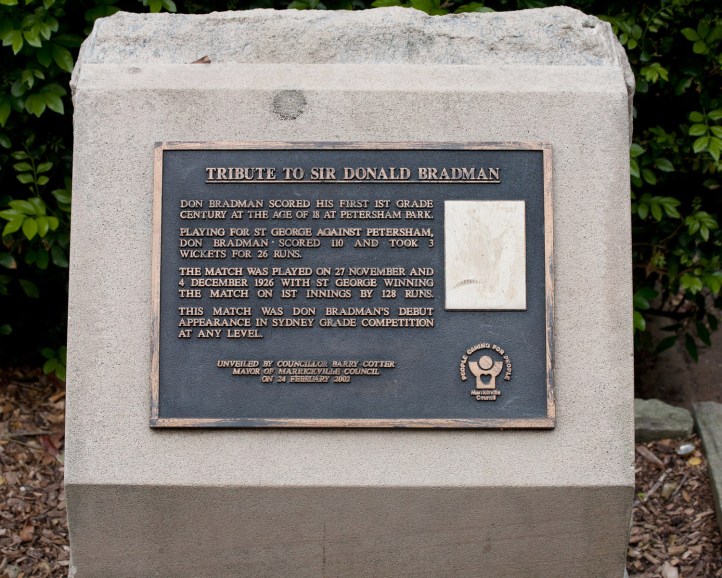 TRIBUTE TO SIR DONALD BRADMAN
DON BRADMAN SCORED HIS FIRST 1ST GRADE
CENTURY AT THE AGE OF 18 AT PETERSHAM PARK.
PLAYING FOR ST GEORGE AGAINST PETERSHAM,
DON BRADMAN SCORED 110 AND TOOK 3
WICKETS FOR 26 RUNS.
THE MATCH WAS PLAYED ON 27 NOVEMBER AND
4 DECEMBER 1926 WITH ST GEORGE WINNING
THE MATCH ON 1ST INNINGS BY 128 RUNS.
THIS MATCH WAS DON BRADMAN'S DEBUT
APPEARANCE IN SYDNEY GRADE COMPETITION
AT ANY LEVEL.
UNVEILED BY COUNCILLOR BARRY COTTER
MAYOR OF MARRICKVILLE COUNCIL
ON 24 FEBRUARY 2002
PEOPLE CARING FOR PEOPLE
Marrickville
Council